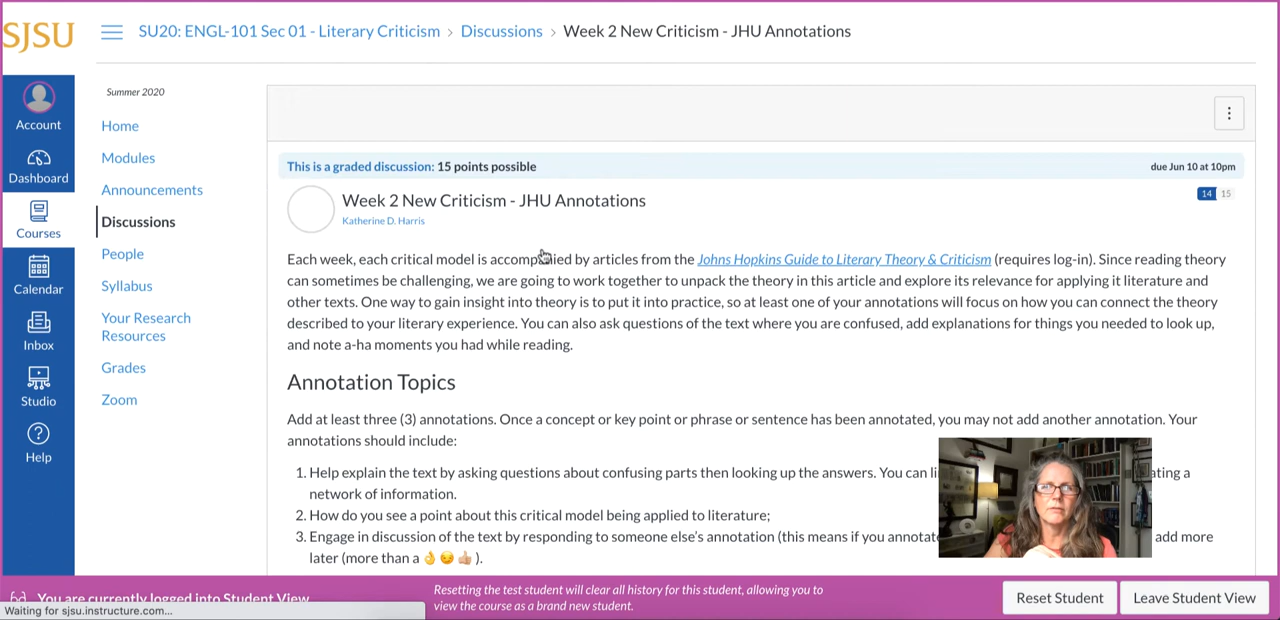 SJSU
SU20: ENGL-101 Sec 01 - Literary Criticism › Discussions › Week 2 New Criticism - JHU Annotations
Account
Dashboard
Courses
Calendar
Inbox
Studio
Help
Summer 2020
Home
Modules
Announcements
Discussions
People
Syllabus
Your Research
Resources
Grades
Zoom
This is a graded discussion: 15 points possible
due Jun 10 at 10pm
Week 2 New Criticism - JHU Annotations
14 15
Katherine D. Harris
Each week, each critical model is accompanied by articles from the Johns Hopkins Guide to Literary Theory & Criticism (requires log-in). Since reading theory
can sometimes be challenging, we are going to work together to unpack the theory in this article and explore its relevance for applying it literature and
other texts. One way to gain insight into theory is to put it into practice, so at least one of your annotations will focus on how you can connect the theory
described to your literary experience. You can also ask questions of the text where you are confused, add explanations for things you needed to look up,
and note a-ha moments you had while reading.
Annotation Topics
Add at least three (3) annotations. Once a concept or key point or phrase or sentence has been annotated, you may not add another annotation. Your
annotations should include:
1. Help explain the text by asking questions about confusing parts then looking up the answers. You can ating a
network of information.
2. How do you see a point about this critical model being applied to literature;
3. Engage in discussion of the text by responding to someone else's annotation (this means if you annotat add more
later (more than a 👌😏👍).
You are currently logged into Student View
Waiting for sjsu.instructure.com...
Resetting the test student will clear all history for this student, allowing you to
view the course as a brand new student.
Reset Student
Leave Student View